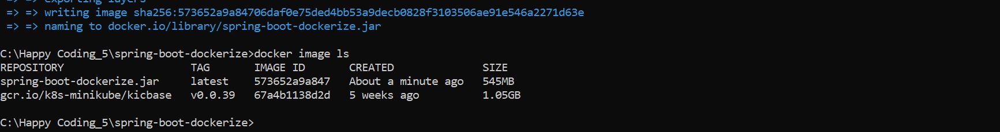 => => exporting layers
=> => writing image sha256:573652a9a84706daf0e75ded4bb53a9decb0828f3103506ae91e546a2271d63e
=> => naming to docker.io/library/spring-boot-dockerize.jar
C:\Happy Coding_5\spring-boot-dockerize>docker image ls
REPOSITORY TAG IMAGE ID CREATED SIZE
spring-boot-dockerize.jar latest 573652a9a847 About a minute ago 545MB
gcr.io/k8s-minikube/kicbase v0.0.39 67a4b1138d2d 5 weeks ago 1.05GB
C:\Happy Coding_5\spring-boot-dockerize>